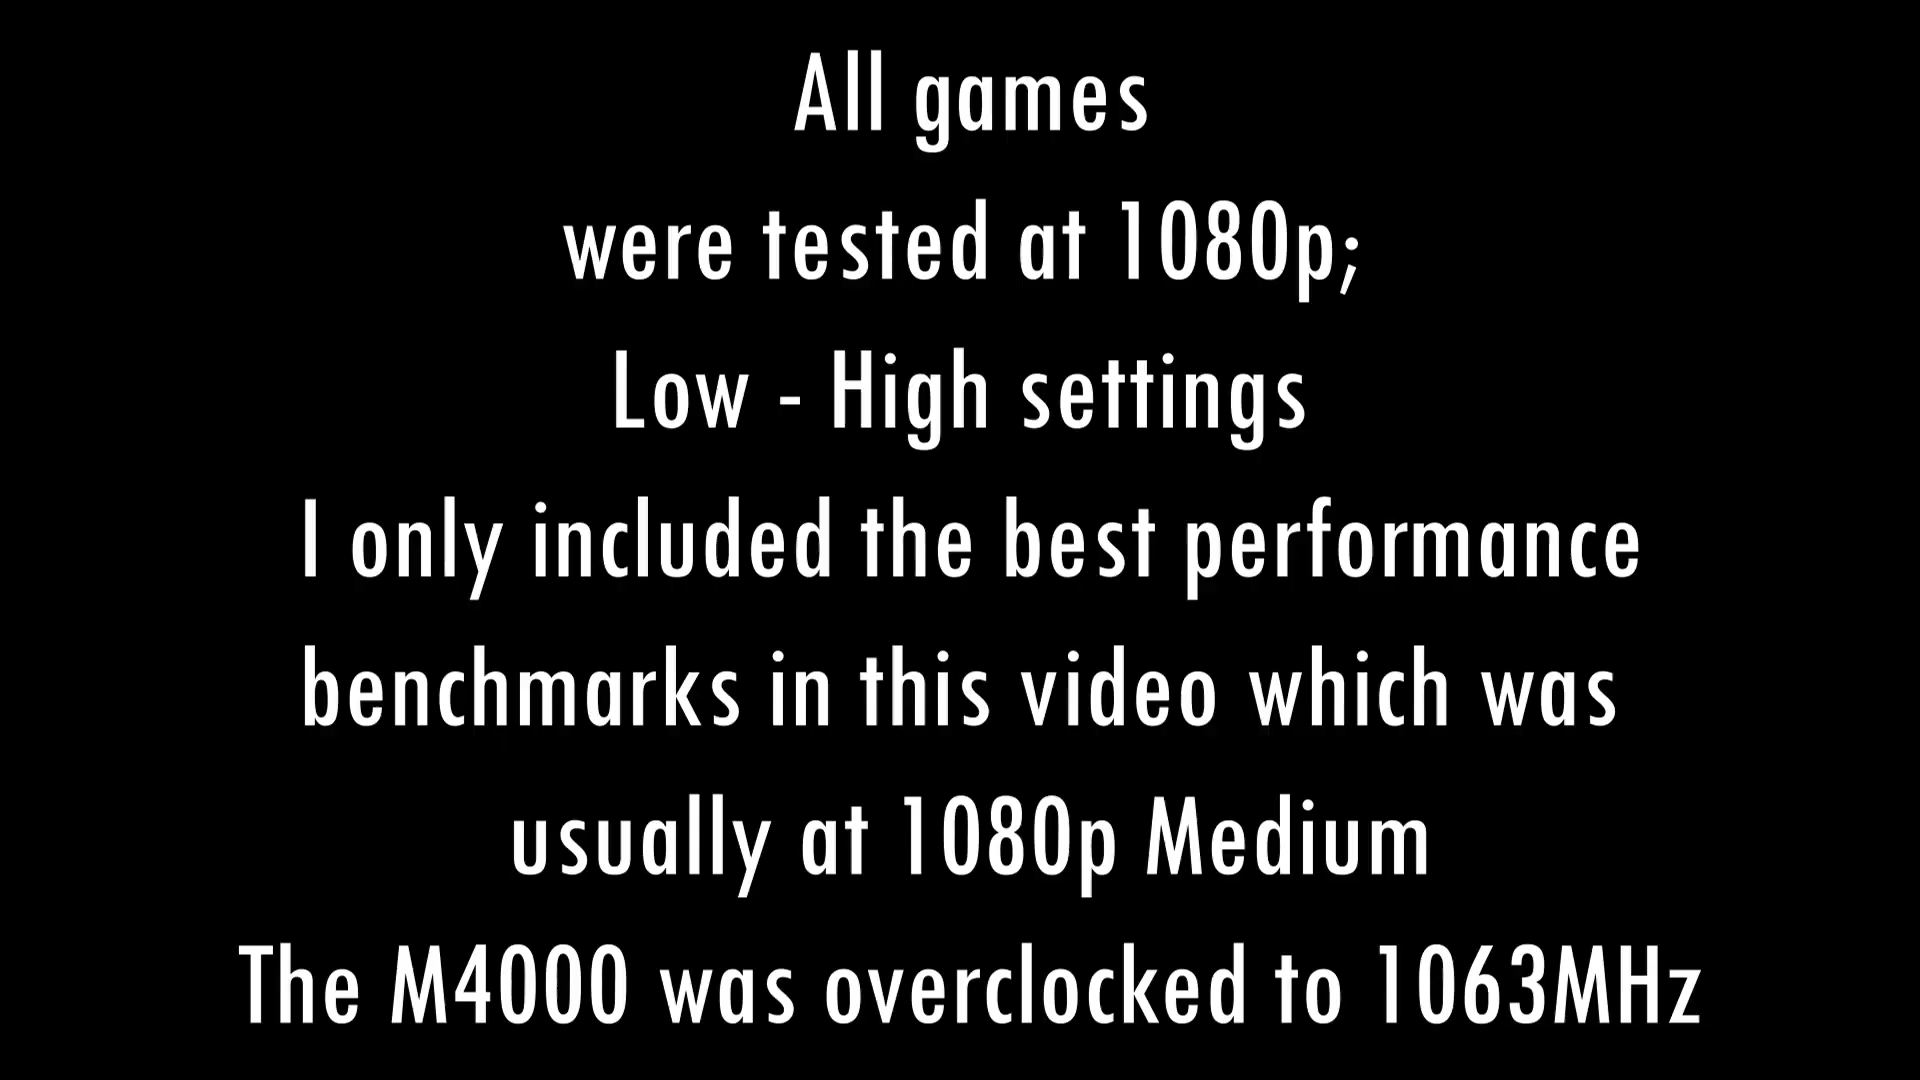 All games
were tested at 1080p;
Low - High settings
I only included the best performance
benchmarks in this video which was
usually at 1080p Medium
The M4000 was overclocked to 1063MHz